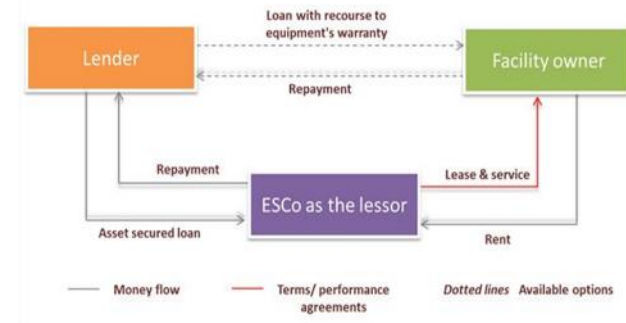 Loan with recourse to
equipment's warranty
Lender
Facility owner
Repayment
Repayment
Lease & service
ESCo as the lessor
Asset secured loan
Rent
Money flow
Terms/ performance
agreements
Dotted lines Available options